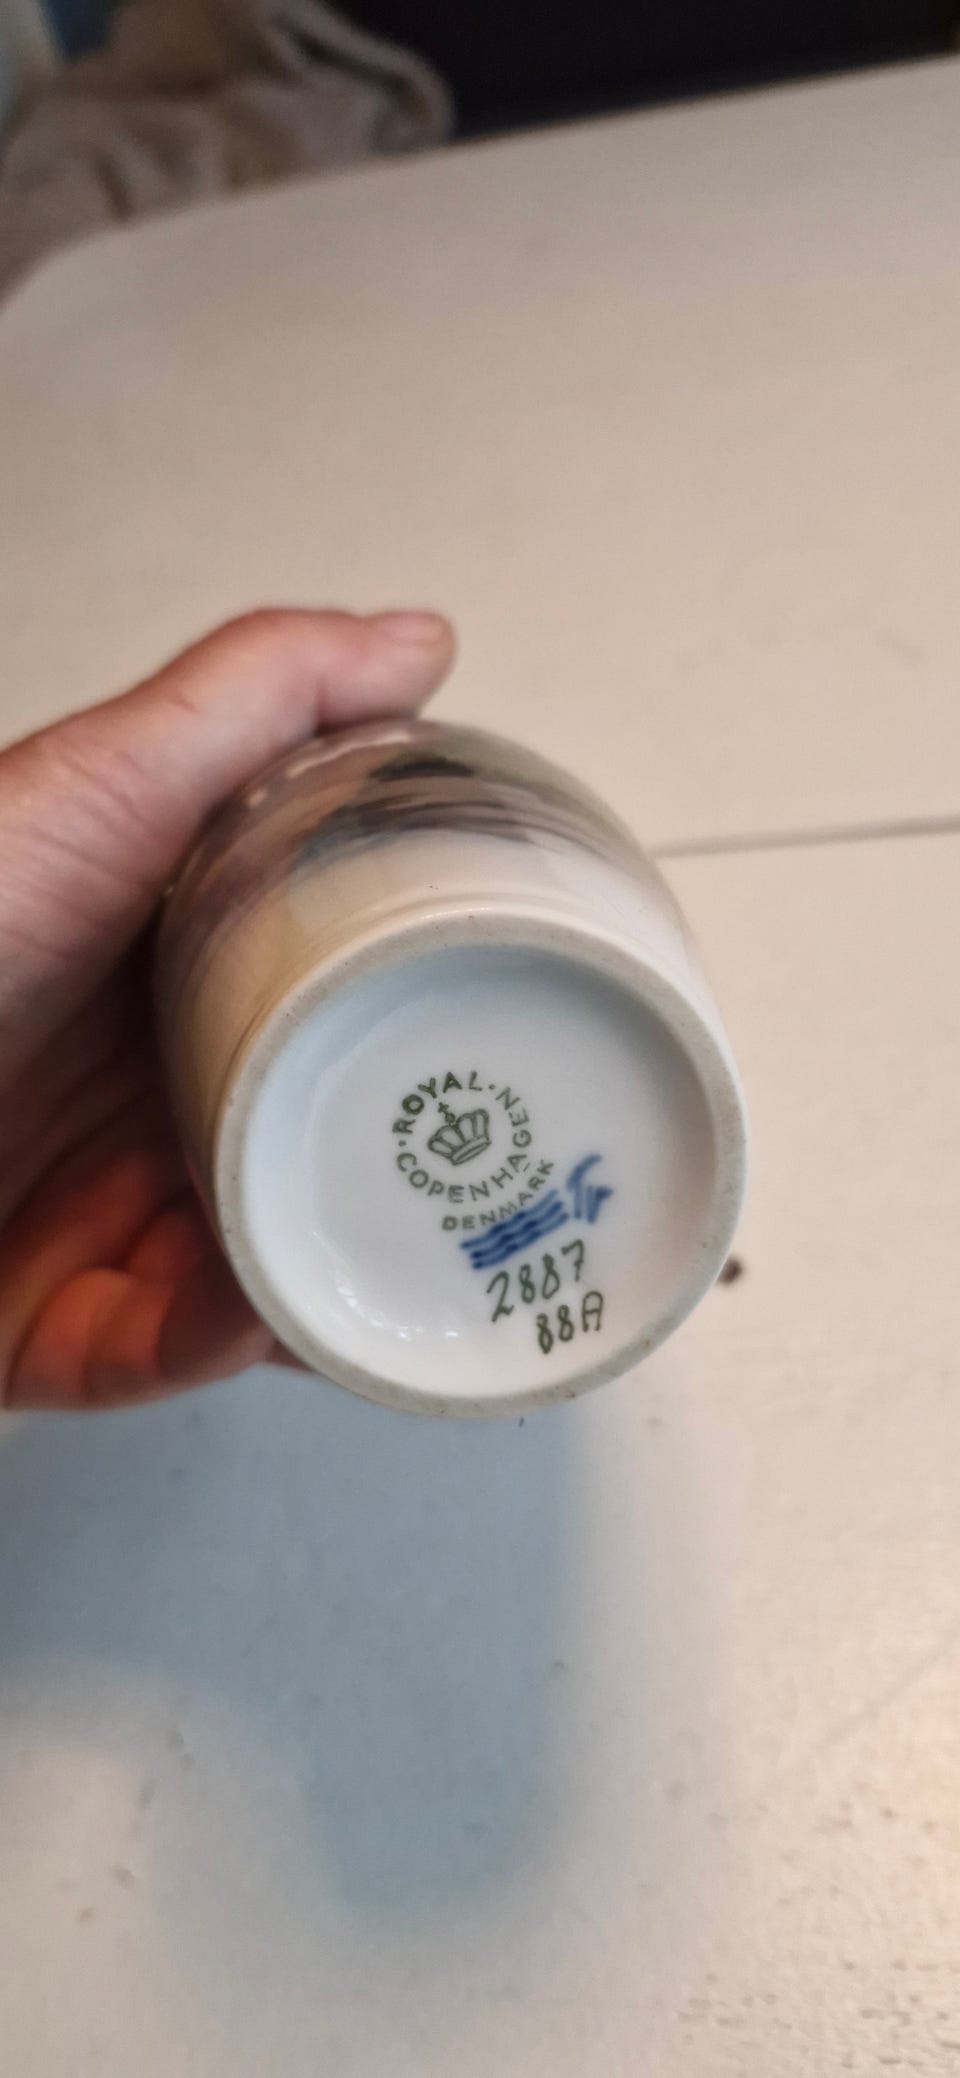 ROYAL
COPENHAGEN
DENMARK
2887
88A